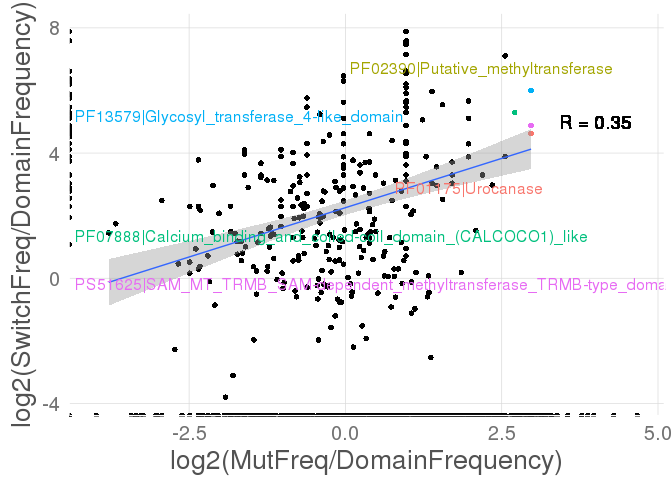 log2(SwitchFreq/DomainFrequency)
8
4
0
-4
PF02390|Putative_methyltransferase
PF13579|Glycosyl_transferase_4-like_domain
R = 0.35
PF01175|Urocanase
PF07888|Calcium_binding_and_coiled-coil_domain_(CALCOCO1)_like
PS51625|SAM_MT_TRMB_SAM-dependent_methyltransferase_TRMB-type_doma
-2.5
0.0
2.5
5.0
log2(MutFreq/DomainFrequency)